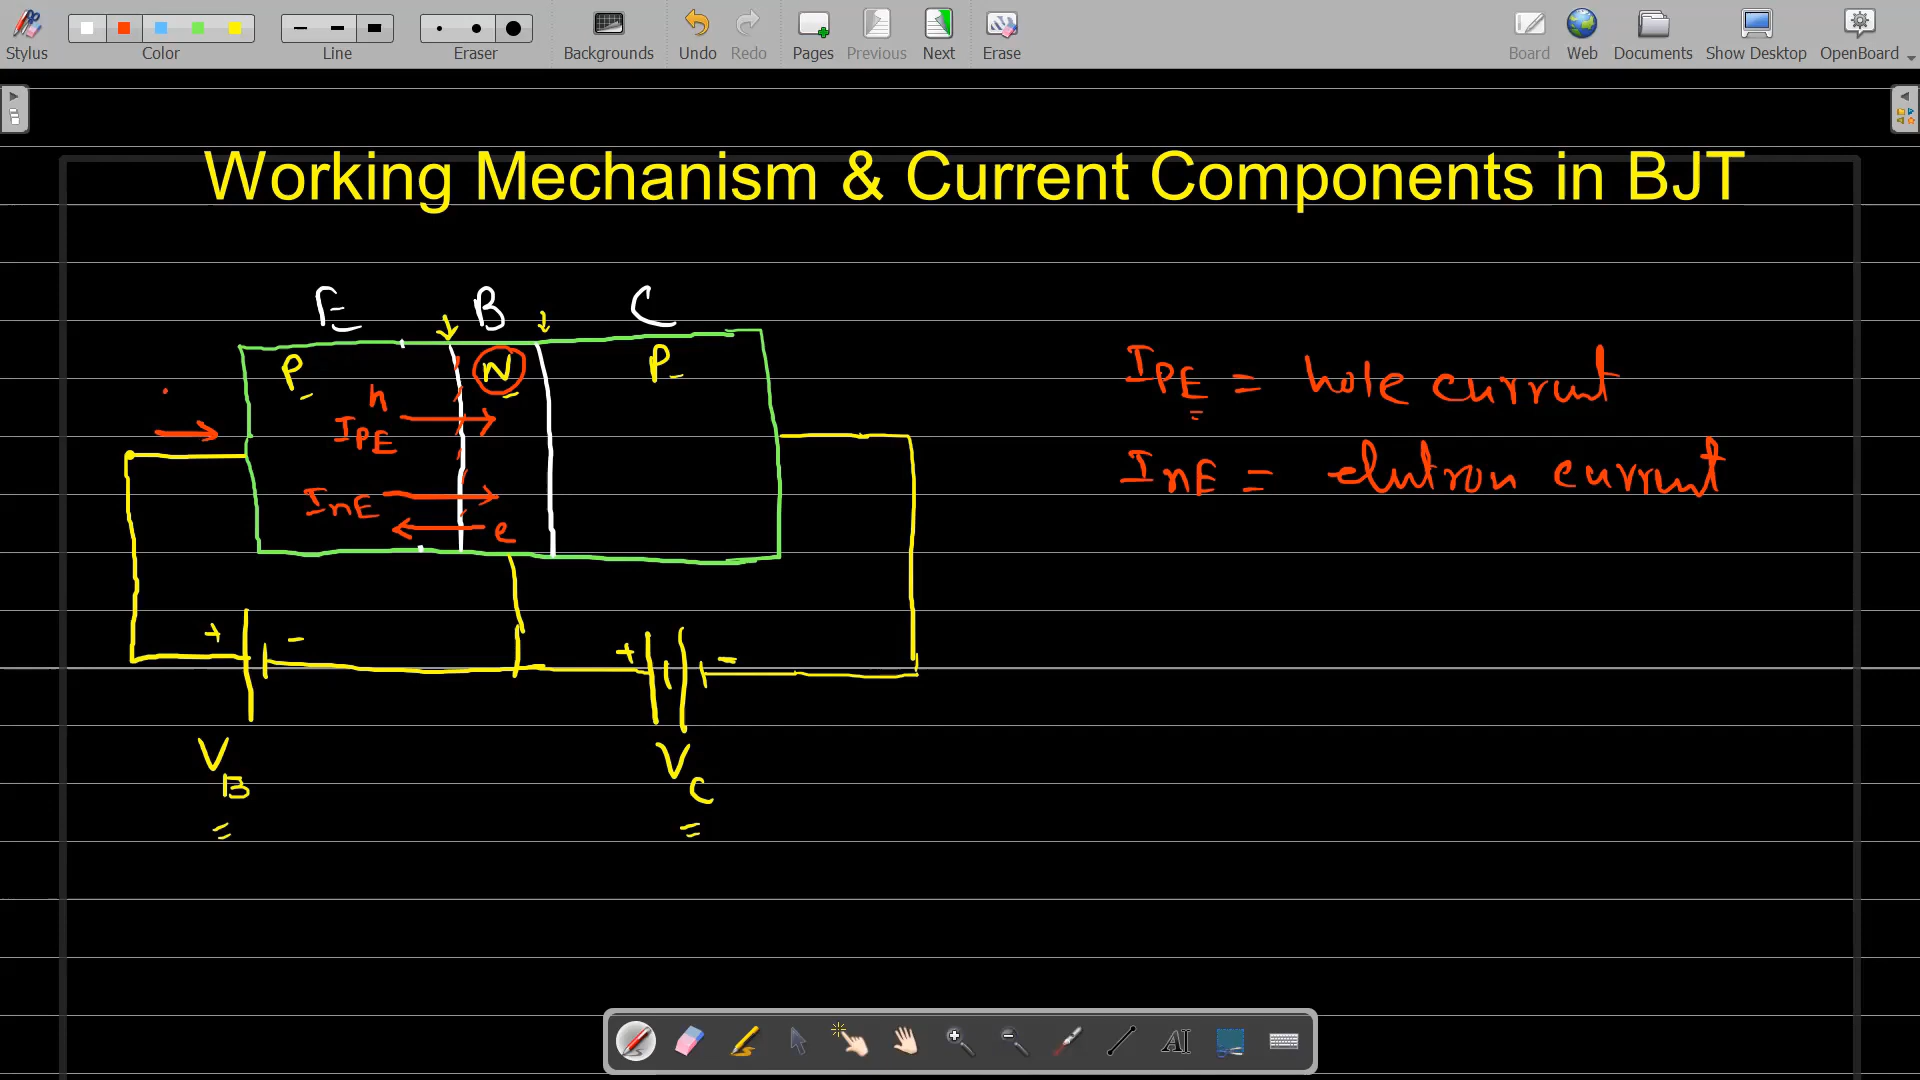 Stylus Color Line Eraser Backgrounds Undo Redo Pages Previous Next Erase Board Web Documents Show Desktop OpenBoard
Working Mechanism & Current Components in BJT
E B C
P N P
h
IPE
InE
e
+ - + -
VB VC
IPE = hole current
InE = electron current
AI